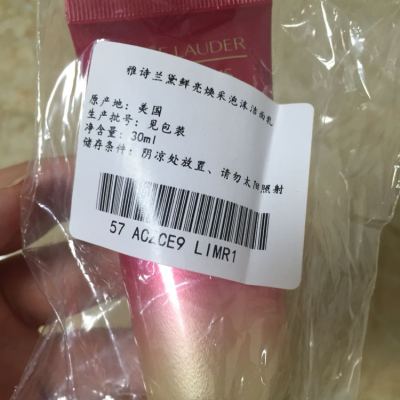 LAUDER
雅诗兰黛鲜亮焕采泡沫洁面乳
原产地: 美国
生产批号: 见包装
净含量: 30ml
储存条件: 阴凉处放置、请勿太阳照射
57 AC2CE9 LIMR1